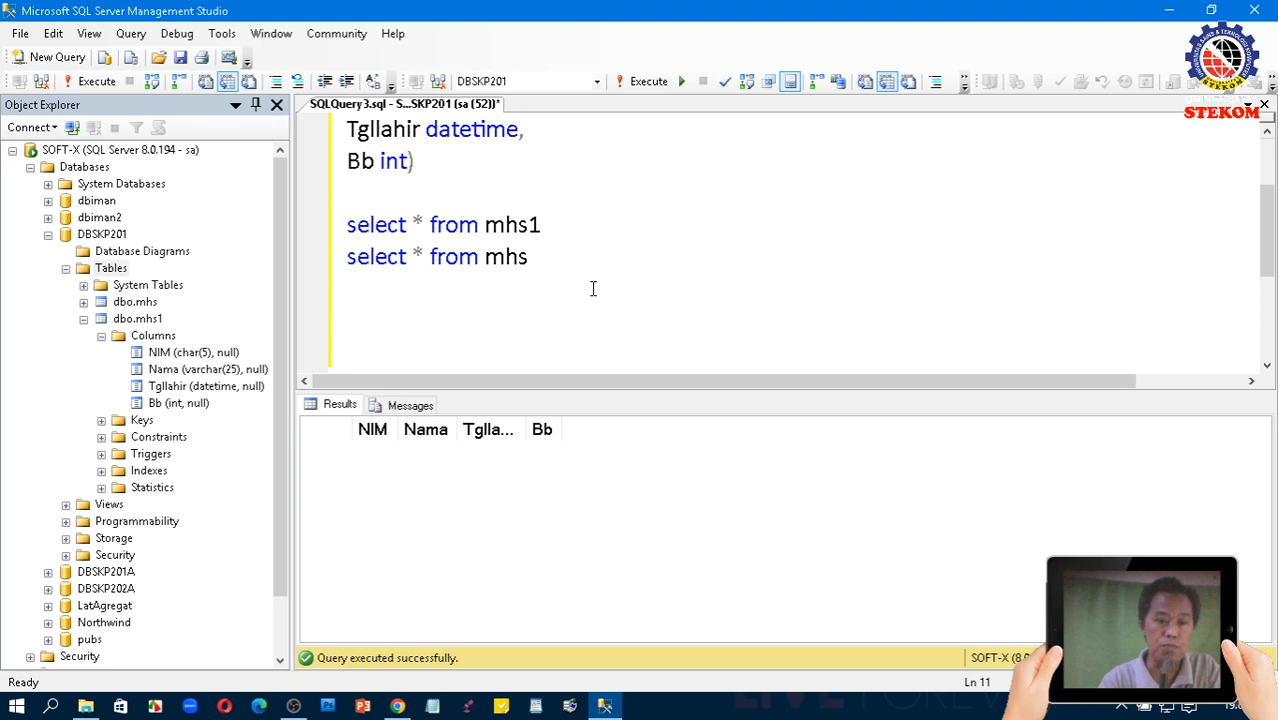 Microsoft SQL Server Management Studio
File Edit View Query Debug Tools Window Community Help
New Query
Execute DBSKP201 Execute
Object Explorer
SQLQuery3.sql - S...SKP201 (sa (52))*
STEKOM
Connect
SOFT-X (SQL Server 8.0.194 - sa)
Databases
System Databases
dbiman
dbiman2
DBSKP201
Database Diagrams
Tables
System Tables
dbo.mhs
dbo.mhs1
Columns
NIM (char(5), null)
Nama (varchar(25), null)
Tgllahir (datetime, null)
Bb (int, null)
Keys
Constraints
Triggers
Indexes
Statistics
Views
Programmability
Storage
Security
DBSKP201A
DBSKP202A
LatAgregat
Northwind
pubs
Security
Tgllahir datetime,
Bb int)
select * from mhs1
select * from mhs
Results Messages
NIM Nama Tglla... Bb
Query executed successfully.
SOFT-X (8.0
Ready
Ln 11